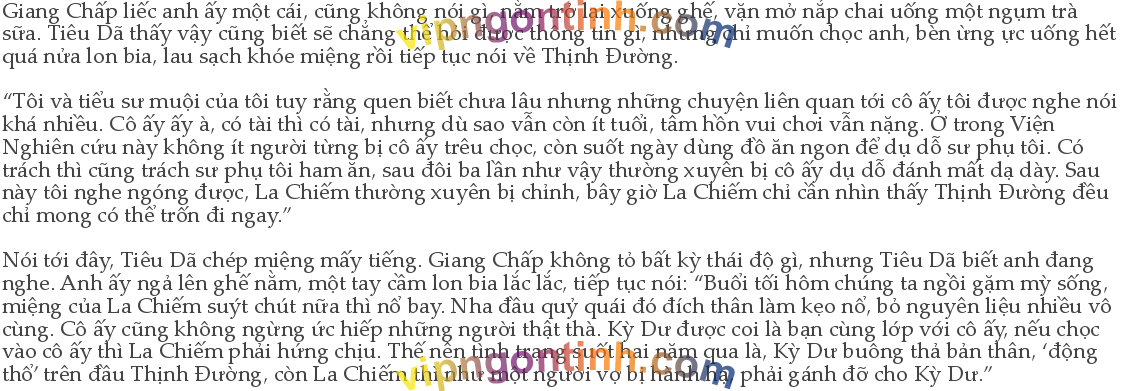 Giang Chấp liếc anh ấy một cái, cũng không nói gì, nằm trở lại xuống ghế, vặn mở nắp chai uống một ngụm trà
sữa. Tiêu Dã thấy vậy cũng biết sẽ chẳng thể hỏi được thông tin gì, nhưng chỉ muốn chọc anh, bèn ừng ực uống hết
quá nửa lon bia, lau sạch khóe miệng rồi tiếp tục nói về Thịnh Đường.
“Tôi và tiểu sư muội của tôi tuy rằng quen biết chưa lâu nhưng những chuyện liên quan tới cô ấy tôi được nghe nói
khá nhiều. Cô ấy ấy à, có tài thì có tài, nhưng dù sao vẫn còn ít tuổi, tâm hồn vui chơi vẫn nặng. Ở trong Viện
Nghiên cứu này không ít người từng bị cô ấy trêu chọc, còn suốt ngày dùng đồ ăn ngon để dụ dỗ sư phụ tôi. Có
trách thì cũng trách sư phụ tôi ham ăn, sau đôi ba lần như vậy thường xuyên bị cô ấy dụ dỗ đánh mất dạ dày. Sau
này tôi nghe ngóng được, La Chiếm thường xuyên bị chỉnh, bây giờ La Chiếm chỉ cần nhìn thấy Thịnh Đường đều
chỉ mong có thể trốn đi ngay.”
Nói tới đây, Tiêu Dã chép miệng mấy tiếng. Giang Chấp không tỏ bất kỳ thái độ gì, nhưng Tiêu Dã biết anh đang
nghe. Anh ấy ngả lên ghế nằm, một tay cầm lon bia lắc lắc, tiếp tục nói: “Buổi tối hôm chúng ta ngồi gặm mỳ sống,
miệng của La Chiếm suýt chút nữa thì nổ bay. Nha đầu quỷ quái đó đích thân làm kẹo nổ, bỏ nguyên liệu nhiều vô
cùng. Cô ấy cũng không ngừng ức hiếp những người thật thà. Kỳ Dư được coi là bạn cùng lớp với cô ấy, nếu chọc
vào cô ấy thì La Chiếm phải hứng chịu. Thế nên tình trạng suốt hai năm qua là, Kỳ Dư buông thả bản thân, ‘động
thổ’ trên đầu Thịnh Đường, còn La Chiếm thì như một người vợ bị hành hạ, phải gánh đỡ cho Kỳ Dư.”
vipngontinh.com
vipngontinh.com